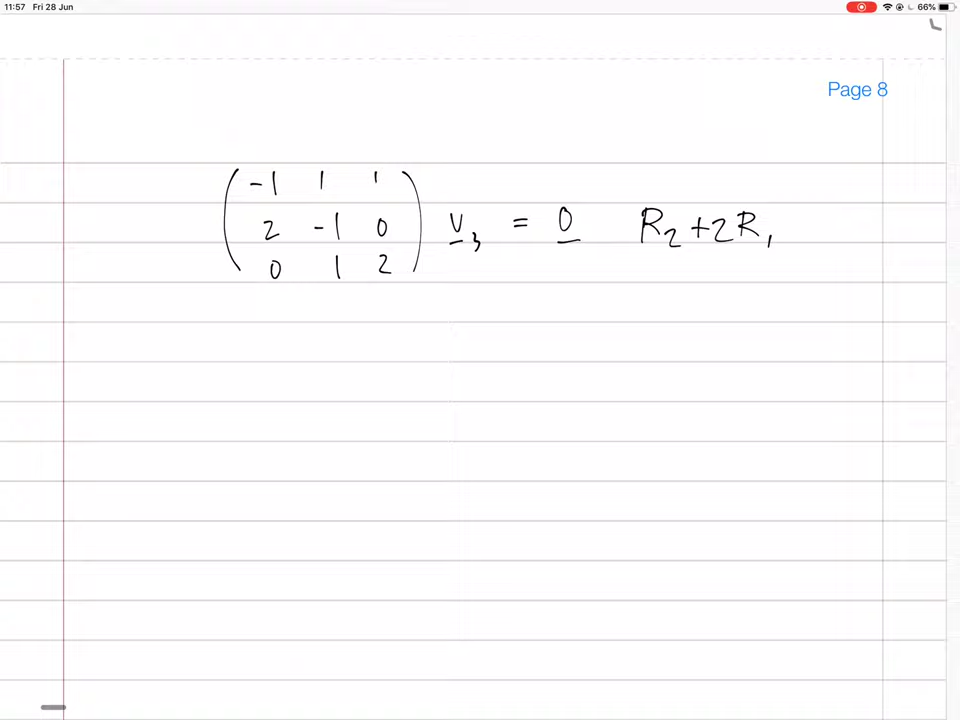 11:57 Fri 28 Jun 66%
Page 8
-1 1 1
2 -1 0 v₃ = 0 R₂+2R₁
0 1 2